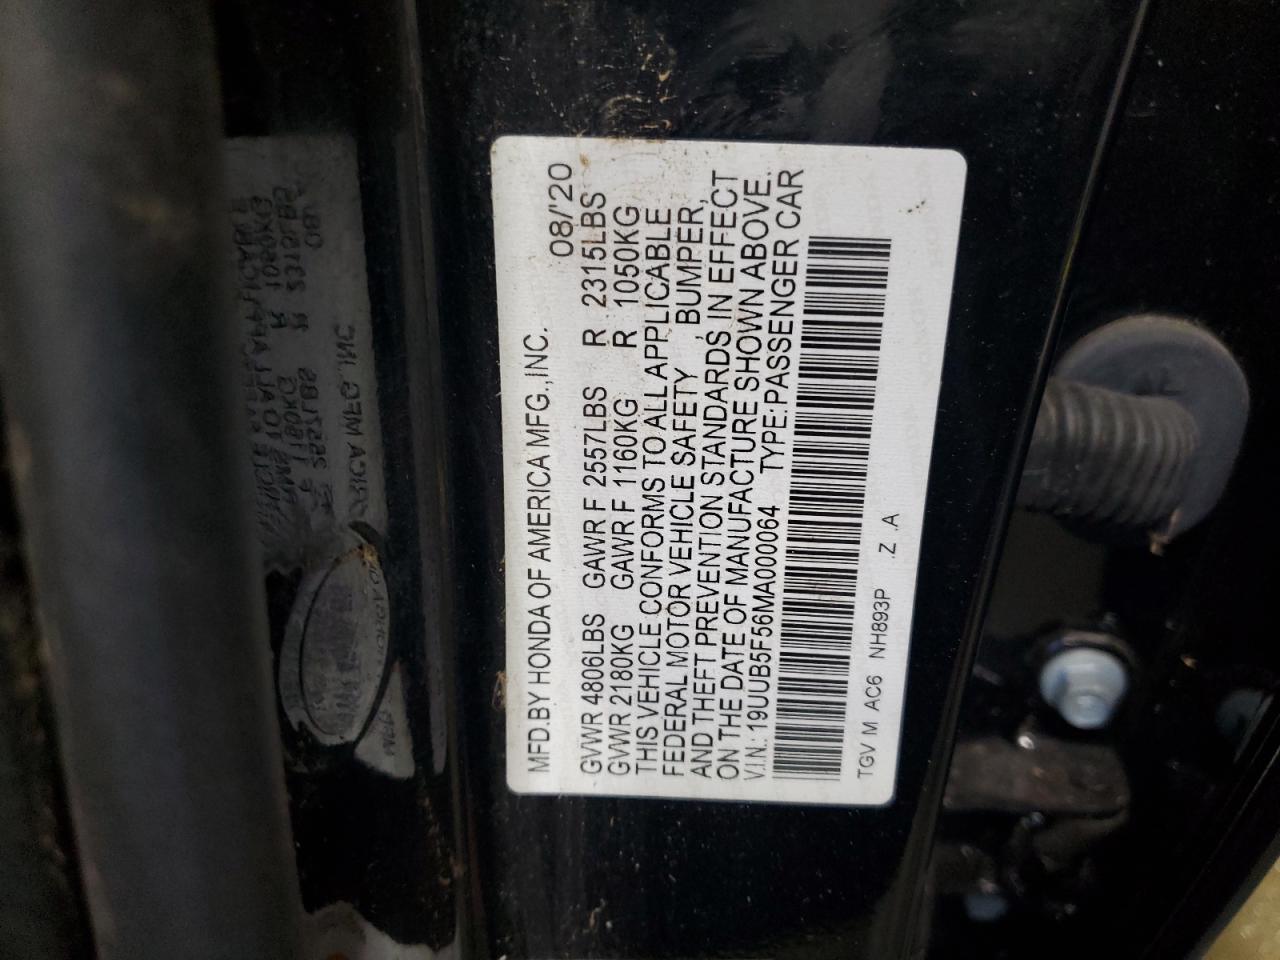 MFD.BY HONDA OF AMERICA MFG.,INC. 08/'20
GVWR 4806LBS GAWR F 2557LBS R 2315LBS
GVWR 2180KG GAWR F 1160KG R 1050KG
THIS VEHICLE CONFORMS TO ALL APPLICABLE
FEDERAL MOTOR VEHICLE SAFETY , BUMPER,
AND THEFT PREVENTION STANDARDS IN EFFECT
ON THE DATE OF MANUFACTURE SHOWN ABOVE.
V.I.N.: 19UUB5F56MA000064 TYPE:PASSENGER CAR
TGV M AC6 NH893P .Z .A